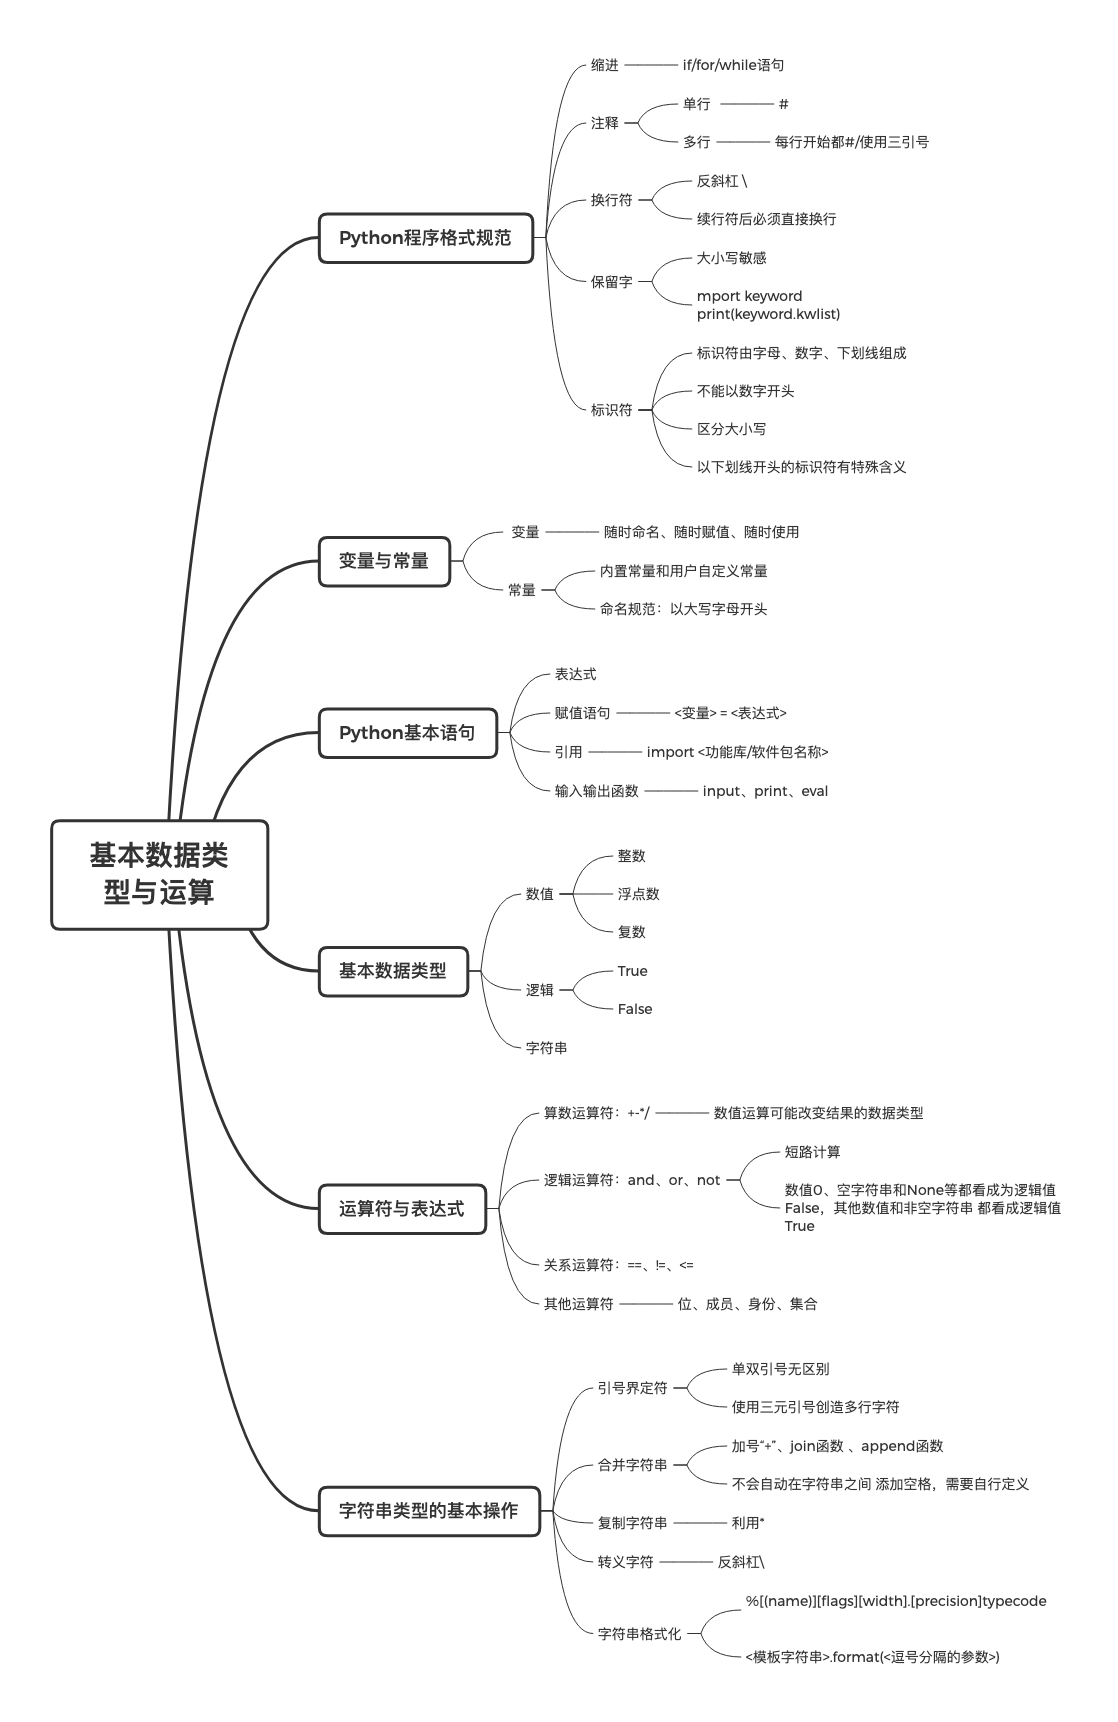 基本数据类
型与运算
Python程序格式规范
缩进
if/for/while语句
注释
单行
#
多行
每行开始都#/使用三引号
换行符
反斜杠 \
续行符后必须直接换行
保留字
大小写敏感
mport keyword
print(keyword.kwlist)
标识符
标识符由字母、数字、下划线组成
不能以数字开头
区分大小写
以下划线开头的标识符有特殊含义
变量与常量
变量
随时命名、随时赋值、随时使用
常量
内置常量和用户自定义常量
命名规范：以大写字母开头
Python基本语句
表达式
赋值语句
<变量> = <表达式>
引用
import <功能库/软件包名称>
输入输出函数
input、print、eval
基本数据类型
数值
整数
浮点数
复数
逻辑
True
False
字符串
运算符与表达式
算数运算符：+-*/
数值运算可能改变结果的数据类型
逻辑运算符：and、or、not
短路计算
数值0、空字符串和None等都看成为逻辑值
False，其他数值和非空字符串 都看成逻辑值
True
关系运算符：==、!=、<=
其他运算符
位、成员、身份、集合
字符串类型的基本操作
引号界定符
单双引号无区别
使用三元引号创造多行字符
合并字符串
加号“+”、join函数 、append函数
不会自动在字符串之间 添加空格，需要自行定义
复制字符串
利用*
转义字符
反斜杠\
字符串格式化
%[(name)][flags][width].[precision]typecode
<模板字符串>.format(<逗号分隔的参数>)